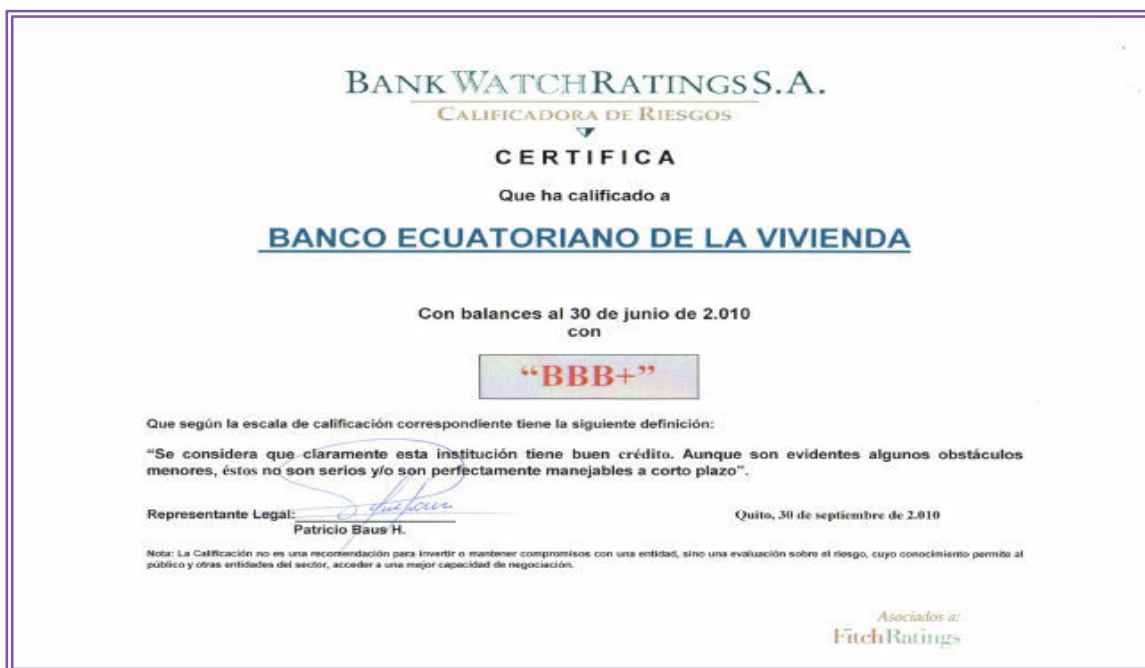 BANKWATCHRATINGS S.A.
CALIFICADORA DE RIESGOS
CERTIFICA
Que ha calificado a
BANCO ECUATORIANO DE LA VIVIENDA
Con balances al 30 de junio de 2.010
con
“BBB+”
Que según la escala de calificación correspondiente tiene la siguiente definición:
“Se considera que claramente esta institución tiene buen crédito. Aunque son evidentes algunos obstáculos
menores, éstos no son serios y/o son perfectamente manejables a corto plazo”.
Representante Legal:
Patricio Baus H.
Quito, 30 de septiembre de 2.010
Nota: La Calificación no es una recomendación para invertir o mantener compromisos con una entidad, sino una evaluación sobre el riesgo, cuyo conocimiento permite al
público y otras entidades del sector, acceder a una mejor capacidad de negociación.
Asociados a:
FitchRatings